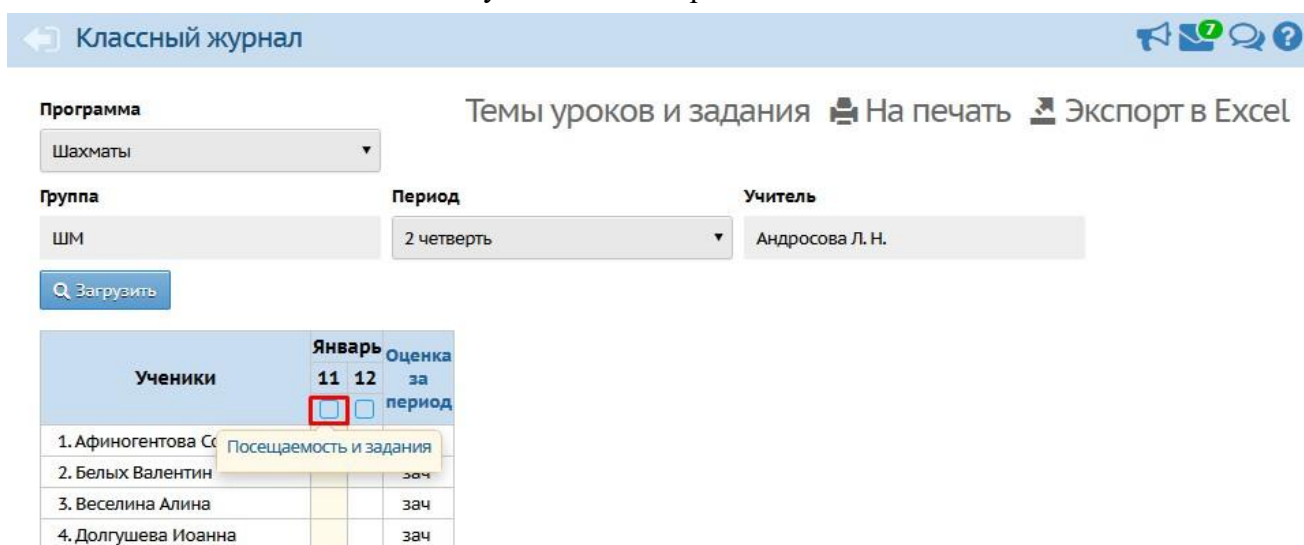 Классный журнал
7
?
Программа
Темы уроков и задания На печать Экспорт в Excel
Шахматы
Группа Период Учитель
ШМ 2 четверть Андросова Л. Н.
Загрузить
Ученики Январь Оценка за период
11 12
1. Афиногентова
Посещаемость и задания
2. Белых Валентин зач
3. Веселина Алина зач
4. Долгушева Иоанна зач